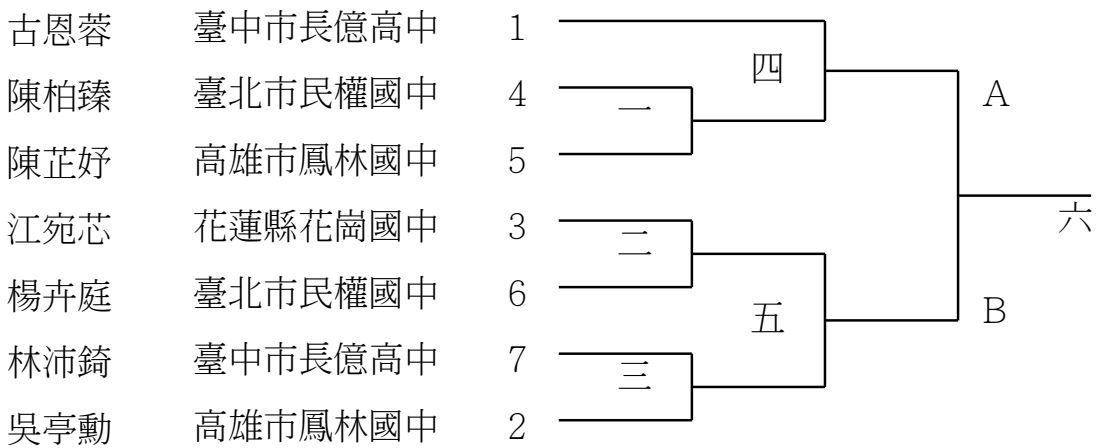 古恩蓉 臺中市長億高中 1
四
陳柏臻 臺北市民權國中 4
A
一
陳芷妤 高雄市鳳林國中 5
江宛芯 花蓮縣花崗國中 3
六
二
楊卉庭 臺北市民權國中 6
B
五
林沛錡 臺中市長億高中 7
三
吳亭勳 高雄市鳳林國中 2